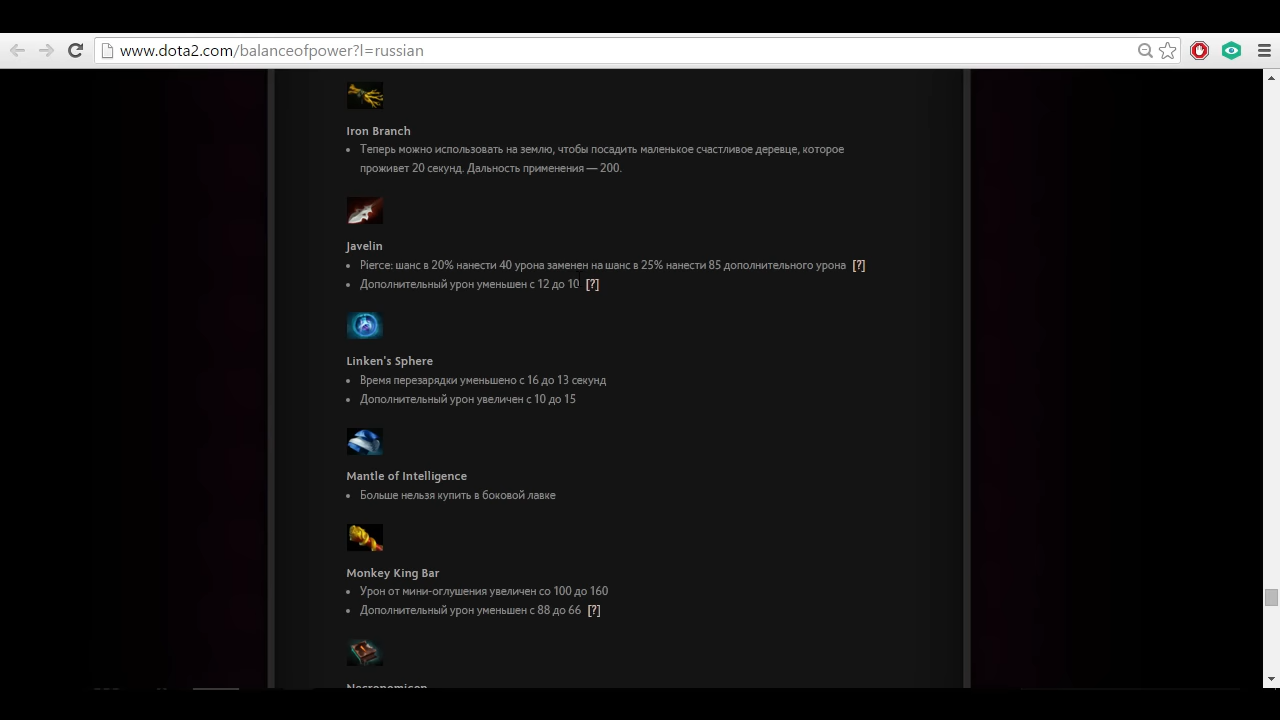 www.dota2.com/balanceofpower?l=russian
Iron Branch
• Теперь можно использовать на землю, чтобы посадить маленькое счастливое деревце, которое
проживет 20 секунд. Дальность применения — 200.
Javelin
• Pierce: шанс в 20% нанести 40 урона заменен на шанс в 25% нанести 85 дополнительного урона [?]
• Дополнительный урон уменьшен с 12 до 10 [?]
Linken's Sphere
• Время перезарядки уменьшено с 16 до 13 секунд
• Дополнительный урон увеличен с 10 до 15
Mantle of Intelligence
• Больше нельзя купить в боковой лавке
Monkey King Bar
• Урон от мини-оглушения увеличен со 100 до 160
• Дополнительный урон уменьшен с 88 до 66 [?]
Necronomicon